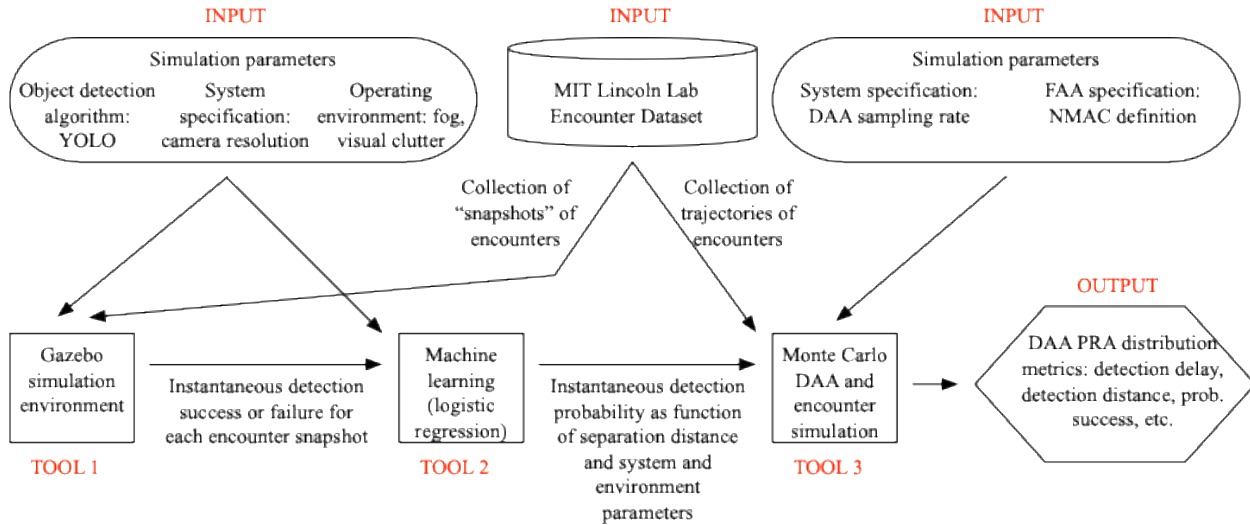 INPUT
INPUT
INPUT
Simulation parameters
Object detection
algorithm:
YOLO
System
specification:
camera resolution
Operating
environment: fog,
visual clutter
MIT Lincoln Lab
Encounter Dataset
Simulation parameters
System specification:
DAA sampling rate
FAA specification:
NMAC definition
Collection of
“snapshots” of
encounters
Collection of
trajectories of
encounters
Gazebo
simulation
environment
TOOL 1
Instantaneous detection
success or failure for
each encounter snapshot
Machine
learning
(logistic
regression)
TOOL 2
Instantaneous detection
probability as function
of separation distance
and system and
environment
parameters
Monte Carlo
DAA and
encounter
simulation
TOOL 3
OUTPUT
DAA PRA distribution
metrics: detection delay,
detection distance, prob.
success, etc.